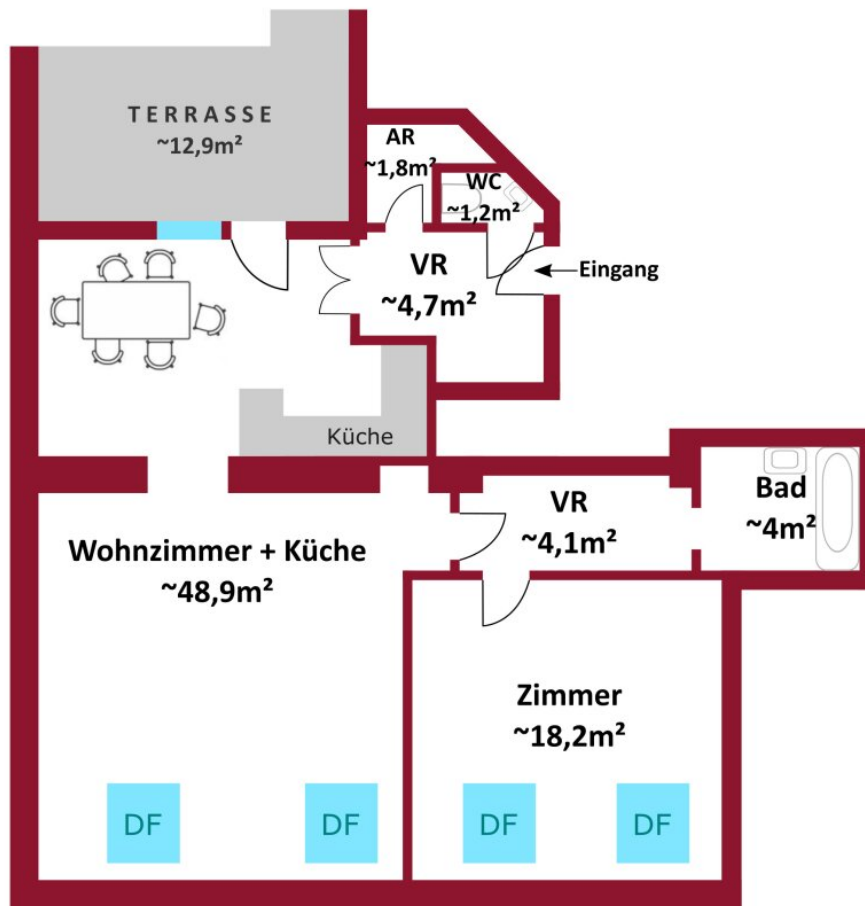 TERRASSE
~12,9m²
AR
~1,8m²
WC
~1,2m²
VR
~4,7m²
Eingang
Küche
Wohnzimmer + Küche
~48,9m²
VR
~4,1m²
Bad
~4m²
Zimmer
~18,2m²
DF
DF
DF
DF